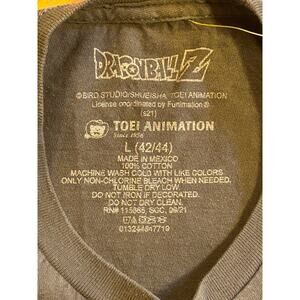 DRAGONBALL Z
© BIRD STUDIO/SHUEISHA, TOEI ANIMATION
License coordinated by Funimation®
(s21)
TOEI ANIMATION
Since 1956
L (42/44)
MADE IN MEXICO
100% COTTON
MACHINE WASH COLD WITH LIKE COLORS
ONLY NON-CHLORINE BLEACH WHEN NEEDED.
TUMBLE DRY LOW.
DO NOT IRON IF DECORATED.
DO NOT DRY CLEAN.
RN# 115865, SGC, 09/21